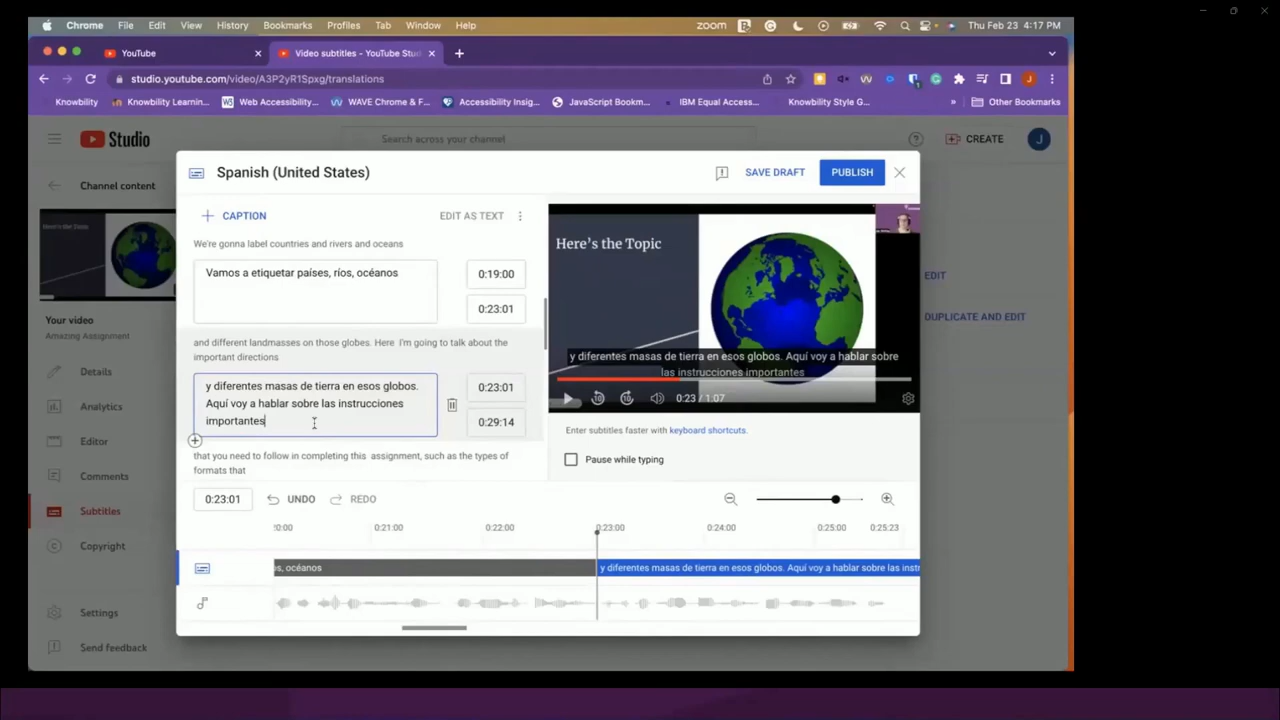 Chrome File Edit View History Bookmarks Profiles Tab Window Help zoom Thu Feb 23 4:17 PM
YouTube Video subtitles - YouTube Stu
studio.youtube.com/video/A3P2yR1Spxg/translations
Knowbility Knowbility Learnin... Web Accessibility... WAVE Chrome & F... Accessibility Insig... JavaScript Bookm... IBM Equal Access... Knowbility Style G... » Other Bookmarks
Studio Search across your channel CREATE J
Channel content
Your video
Amazing Assignment
Details
Analytics
Editor
Comments
Subtitles
Copyright
Settings
Send feedback
Spanish (United States) SAVE DRAFT PUBLISH
CAPTION EDIT AS TEXT
We're gonna label countries and rivers and oceans
Vamos a etiquetar países, ríos, océanos
0:19:00
0:23:01
and different landmasses on those globes. Here I'm going to talk about the
important directions
y diferentes masas de tierra en esos globos.
Aquí voy a hablar sobre las instrucciones
importantes
0:23:01
0:29:14
that you need to follow in completing this assignment, such as the types of
formats that
Here's the Topic
y diferentes masas de tierra en esos globos. Aquí voy a hablar sobre
las instrucciones importantes
0:23 / 1:07
Enter subtitles faster with keyboard shortcuts.
Pause while typing
EDIT
DUPLICATE AND EDIT
0:23:01 UNDO REDO
:20:00 0:21:00 0:22:00 0:23:00 0:24:00 0:25:00 0:25:23
s, océanos y diferentes masas de tierra en esos globos. Aquí voy a hablar sobre las instr